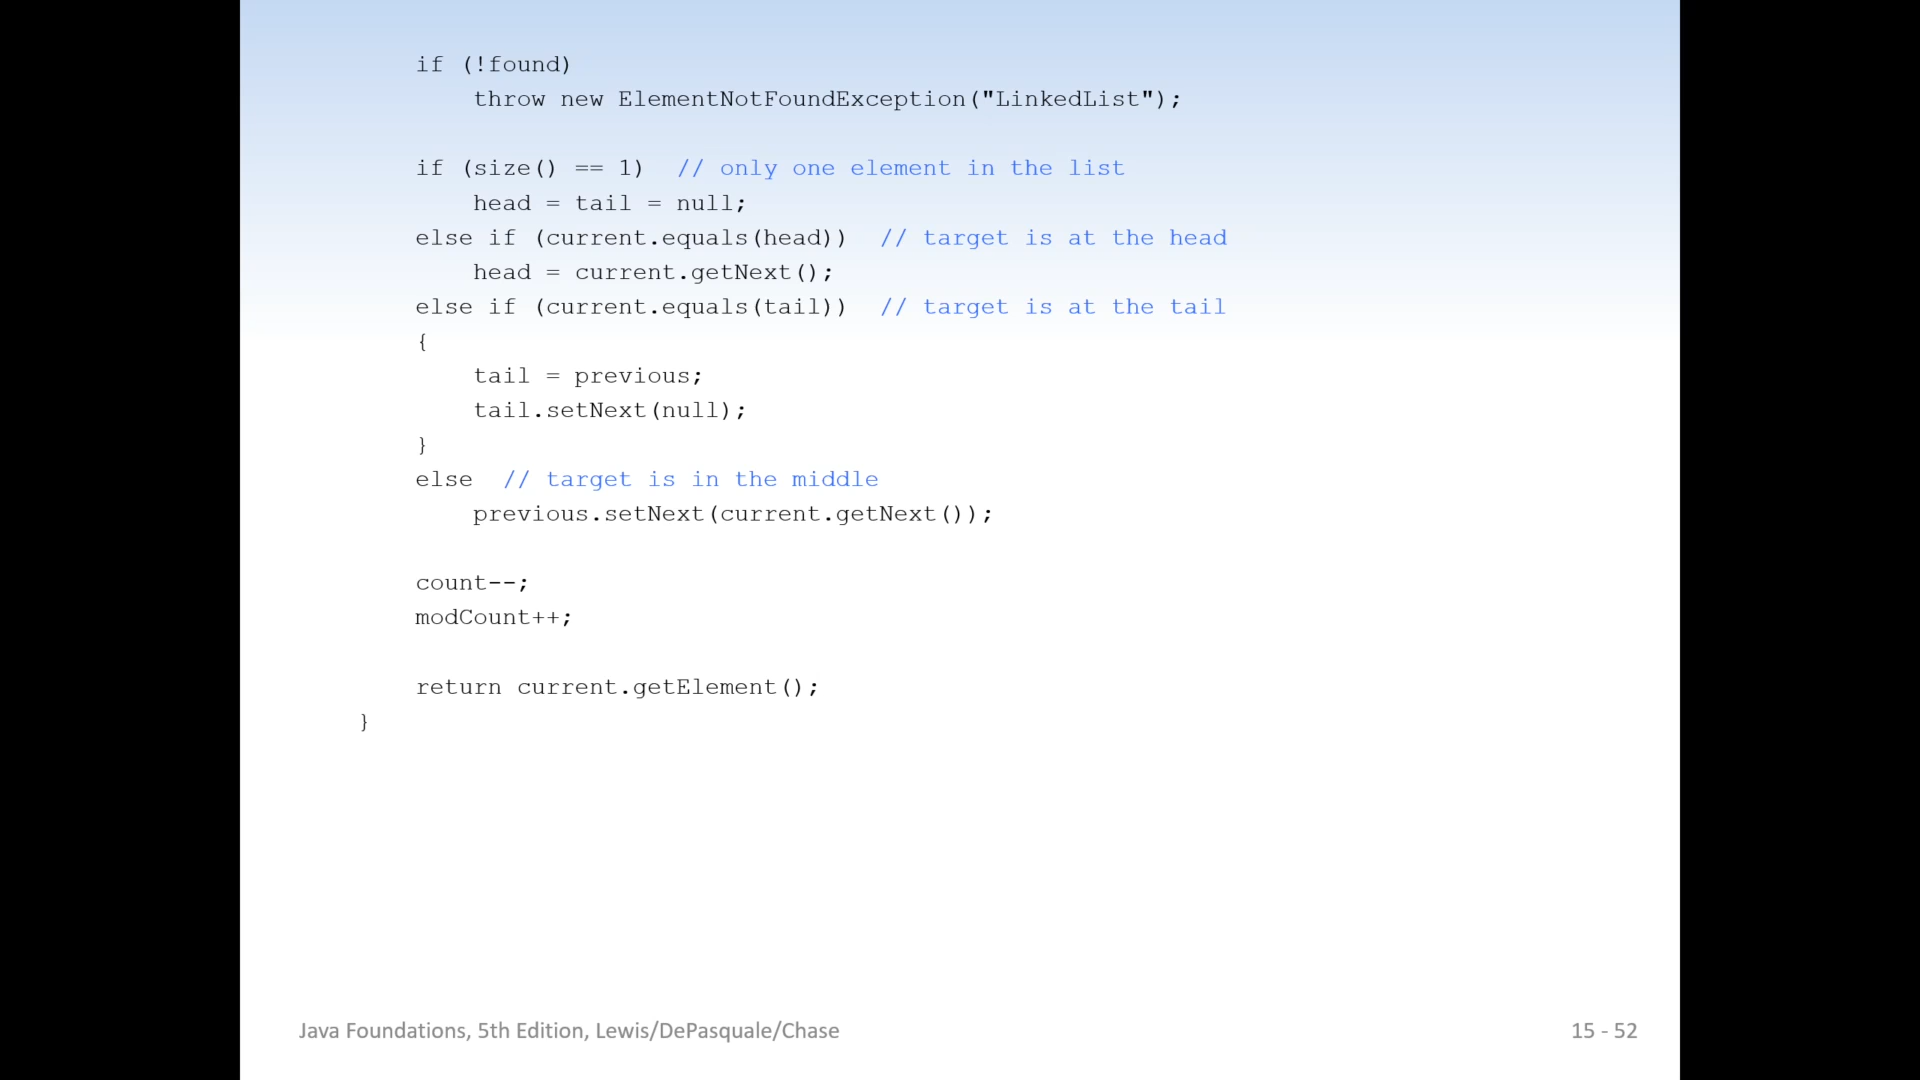 if (!found)
throw new ElementNotFoundException("LinkedList");
if (size() == 1)  // only one element in the list
head = tail = null;
else if (current.equals(head))  // target is at the head
head = current.getNext();
else if (current.equals(tail))  // target is at the tail
{
tail = previous;
tail.setNext(null);
}
else  // target is in the middle
previous.setNext(current.getNext());
count--;
modCount++;
return current.getElement();
}
Java Foundations, 5th Edition, Lewis/DePasquale/Chase
15 - 52